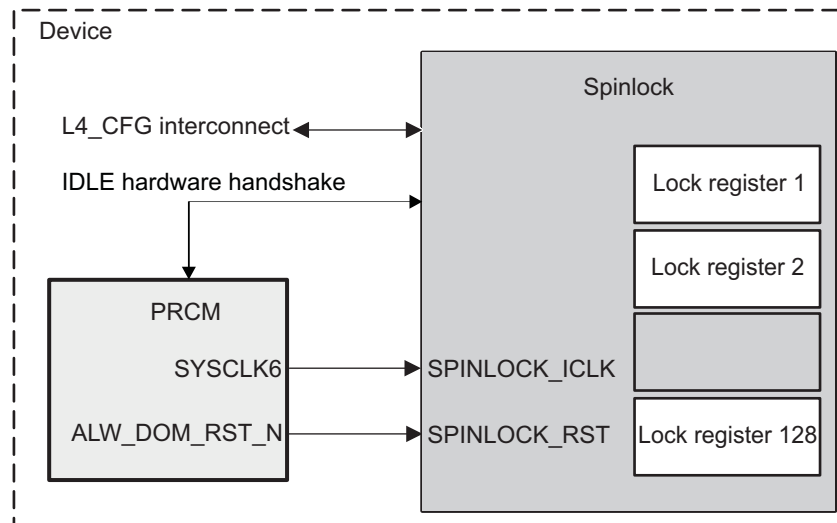 Device
Spinlock
L4_CFG interconnect
Lock register 1
IDLE hardware handshake
Lock register 2
PRCM
SYSCLK6
SPINLOCK_ICLK
ALW_DOM_RST_N
SPINLOCK_RST
Lock register 128